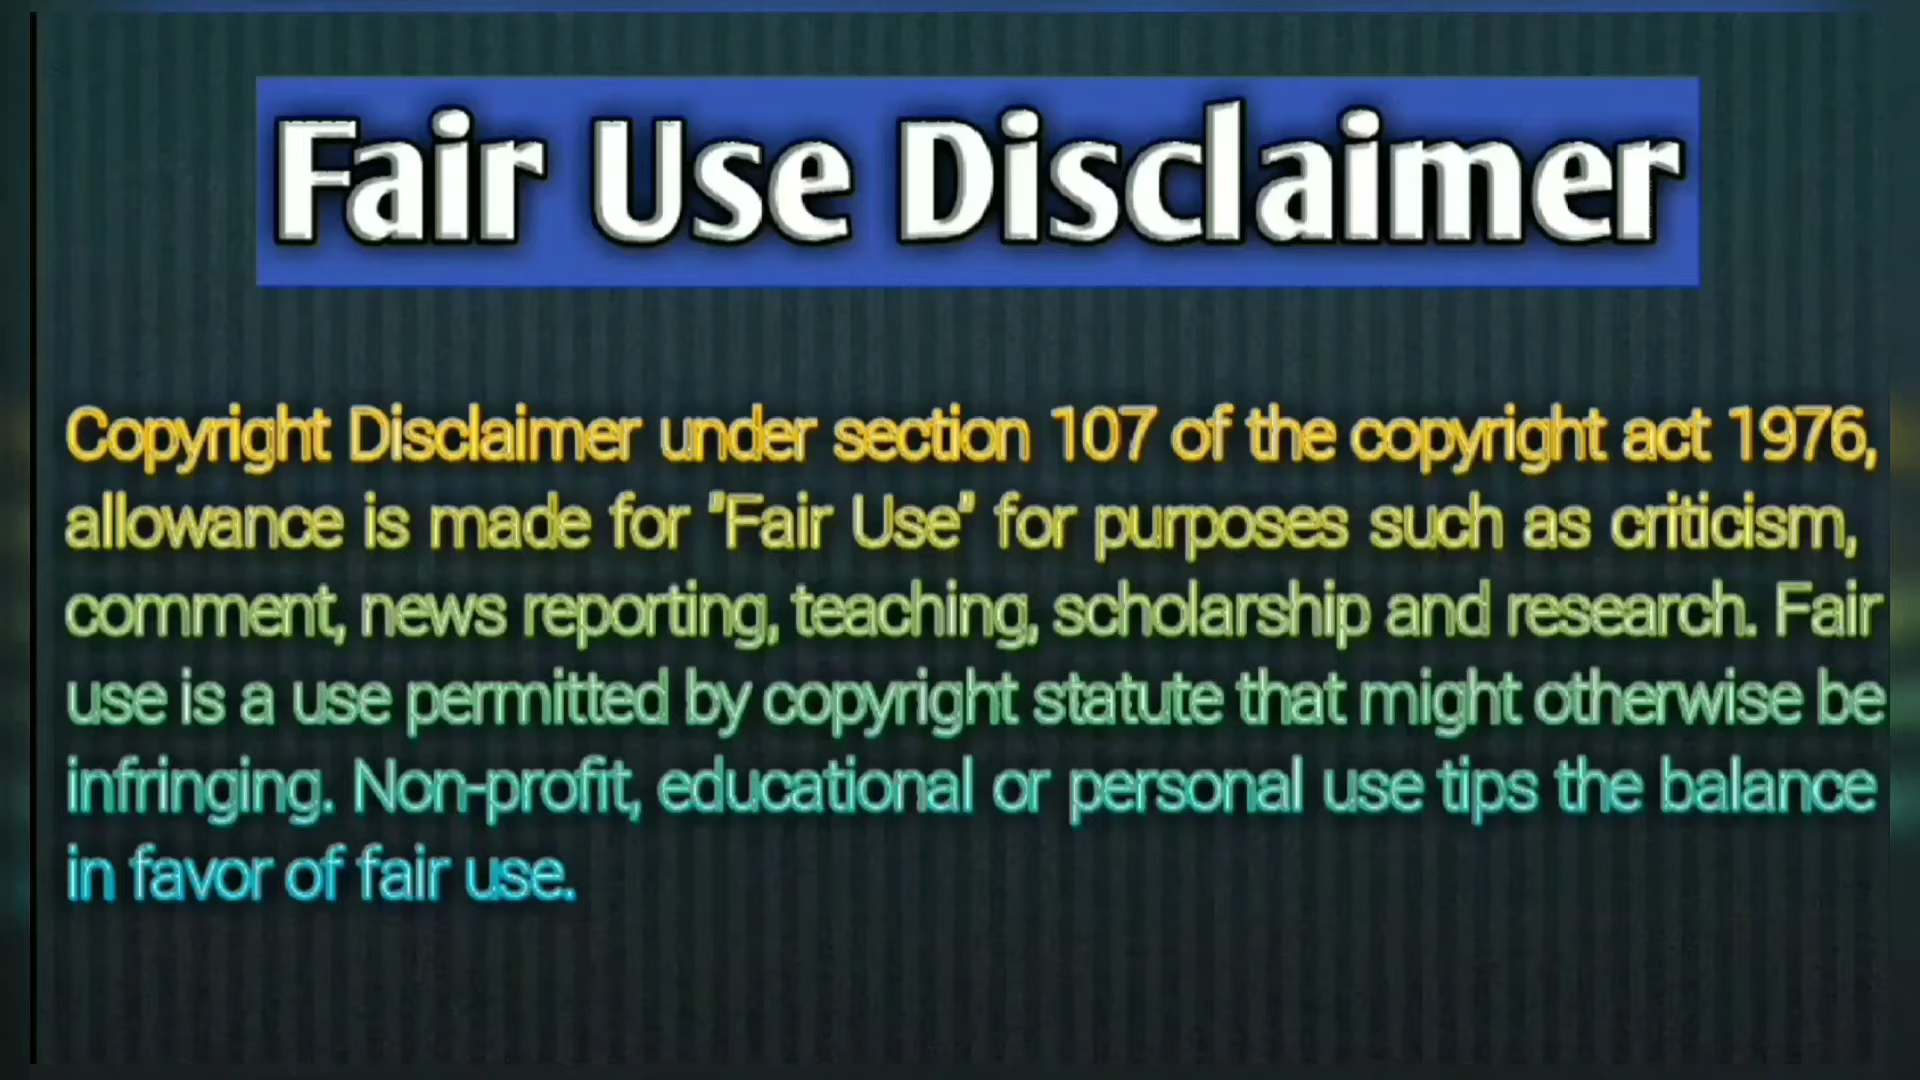 Fair Use Disclaimer
Copyright Disclaimer under section 107 of the copyright act 1976,
allowance is made for "Fair Use" for purposes such as criticism,
comment, news reporting, teaching, scholarship and research. Fair
use is a use permitted by copyright statute that might otherwise be
infringing. Non-profit, educational or personal use tips the balance
in favor of fair use.